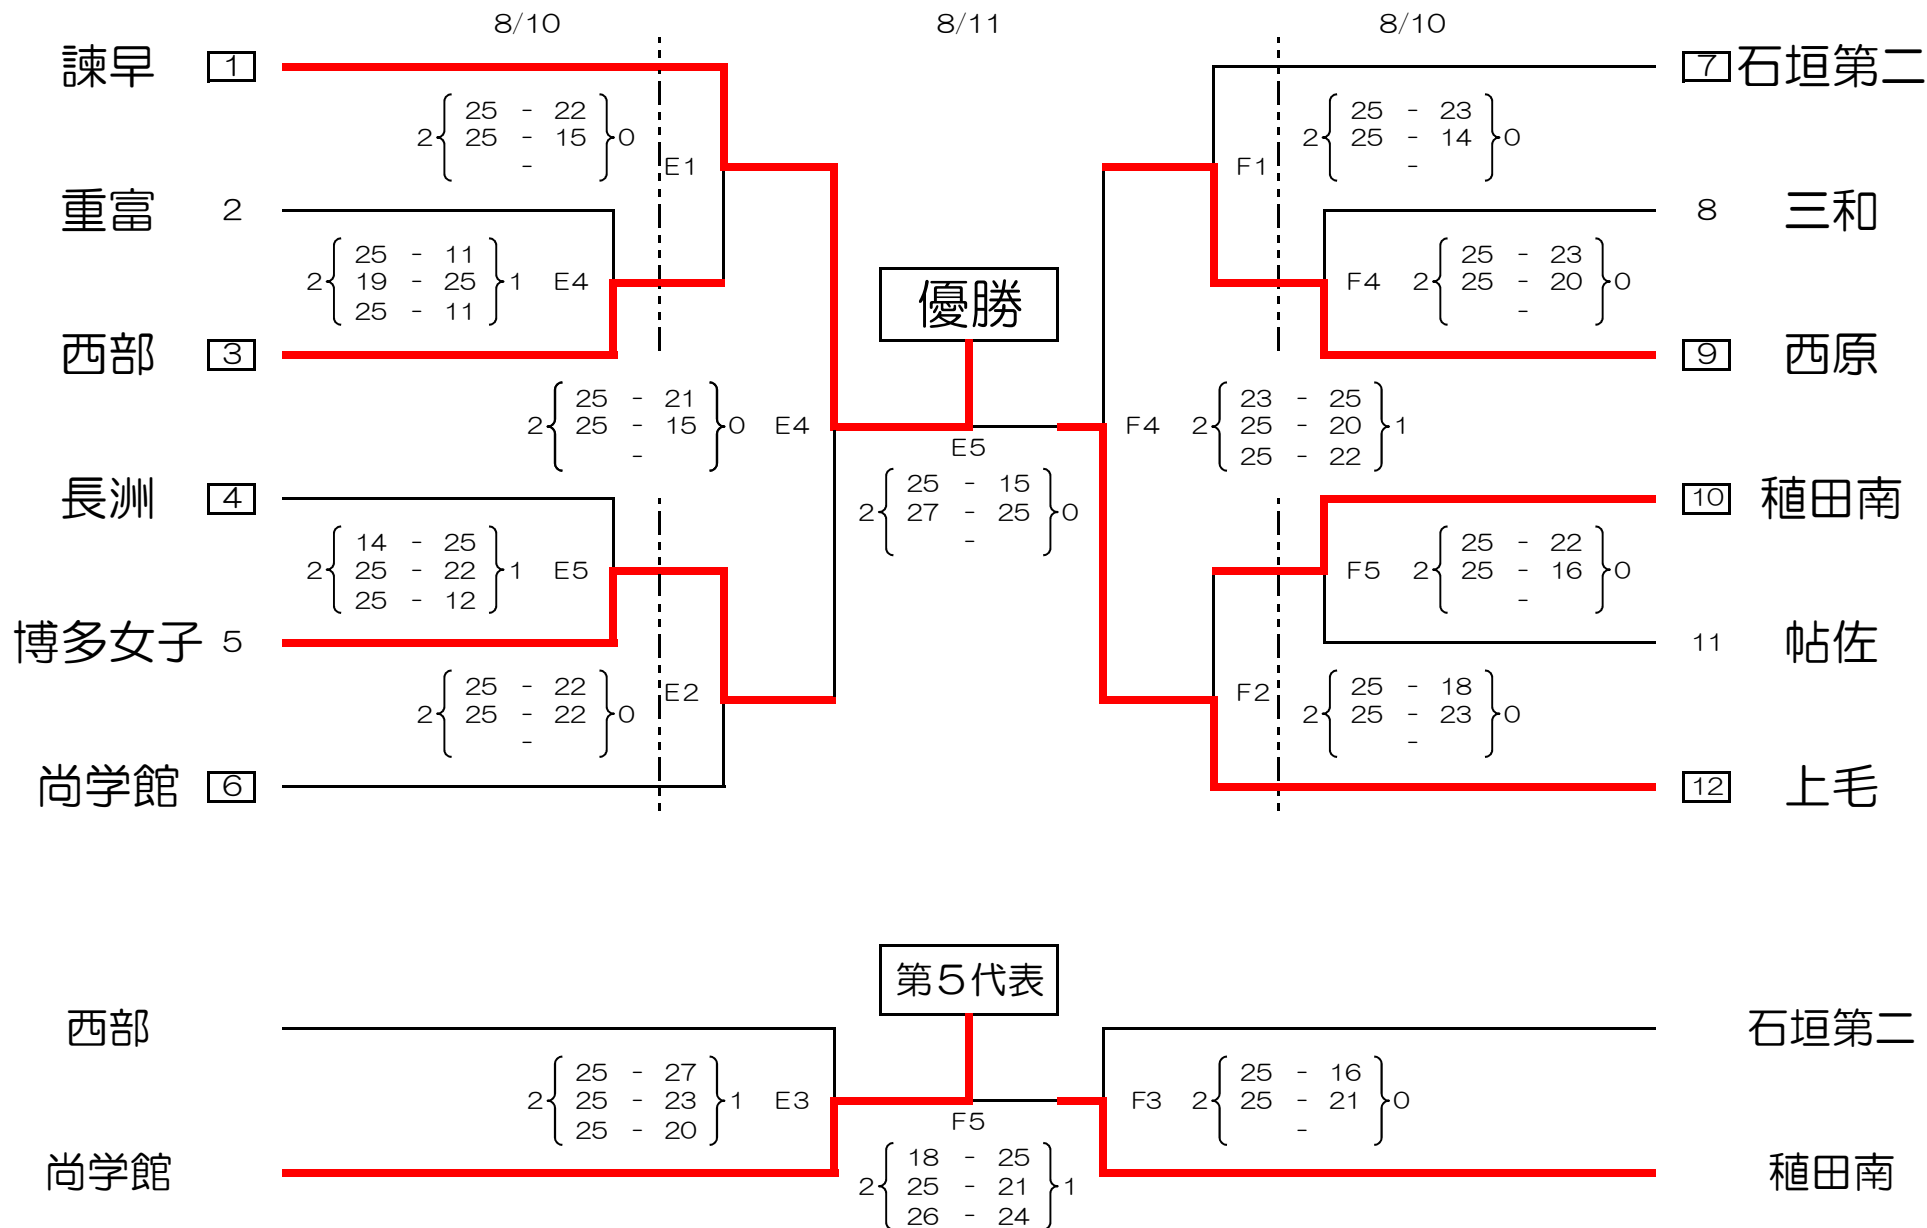 8/10 8/11 8/10
諫早 1 7 石垣第二
25 - 22 25 - 23
2 25 - 15 0 2 25 - 14 0
- -
E1 F1
重富 2 8 三和
25 - 11 25 - 23
2 19 - 25 1 E4 F4 2 25 - 20 0
25 - 11 -
優勝
西部 3 9 西原
25 - 21 23 - 25
2 25 - 15 0 E4 F4 2 25 - 20 1
- 25 - 22
E5
25 - 15
2 27 - 25 0
-
長洲 4 10 稙田南
14 - 25 25 - 22
2 25 - 22 1 E5 F5 2 25 - 16 0
25 - 12 -
博多女子 5 11 帖佐
25 - 22 E2 F2 25 - 18
2 25 - 22 0 2 25 - 23 0
- -
尚学館 6 12 上毛
第5代表
西部 石垣第二
25 - 27 25 - 16
2 25 - 23 1 E3 F3 2 25 - 21 0
25 - 20 -
F5
尚学館 稙田南
18 - 25
2 25 - 21 1
26 - 24